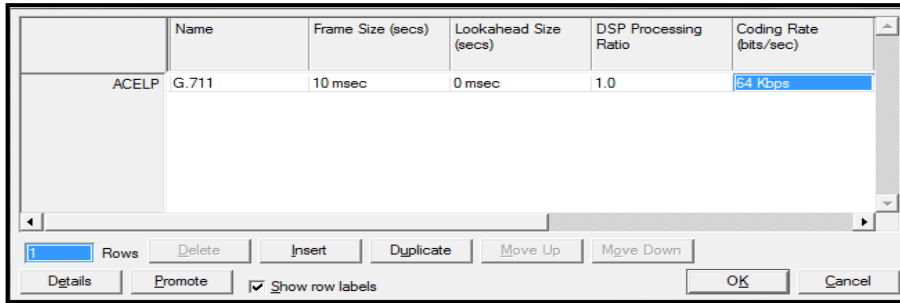 Name Frame Size (secs) Lookahead Size (secs) DSP Processing Ratio Coding Rate (bits/sec)
ACELP G.711 10 msec 0 msec 1.0 64 Kbps
1 Rows Delete Insert Duplicate Move Up Move Down
Details Promote Show row labels OK Cancel